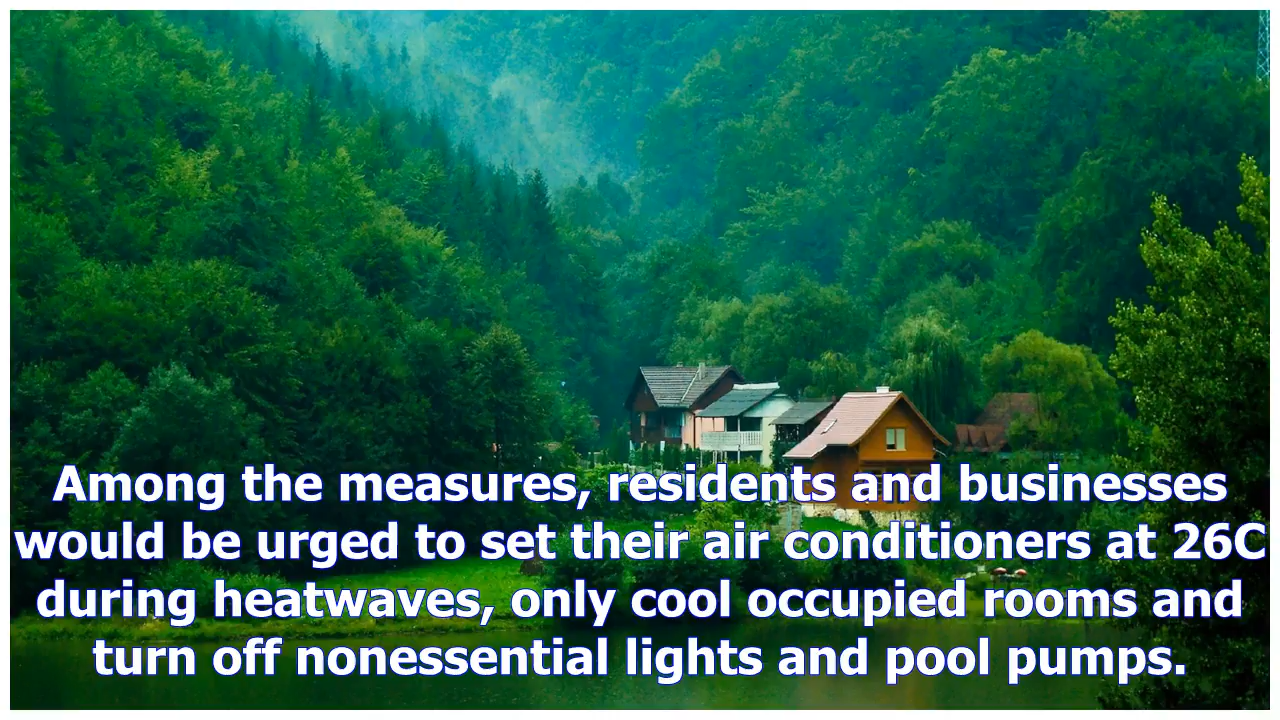 Among the measures, residents and businesses
would be urged to set their air conditioners at 26C
during heatwaves, only cool occupied rooms and
turn off nonessential lights and pool pumps.